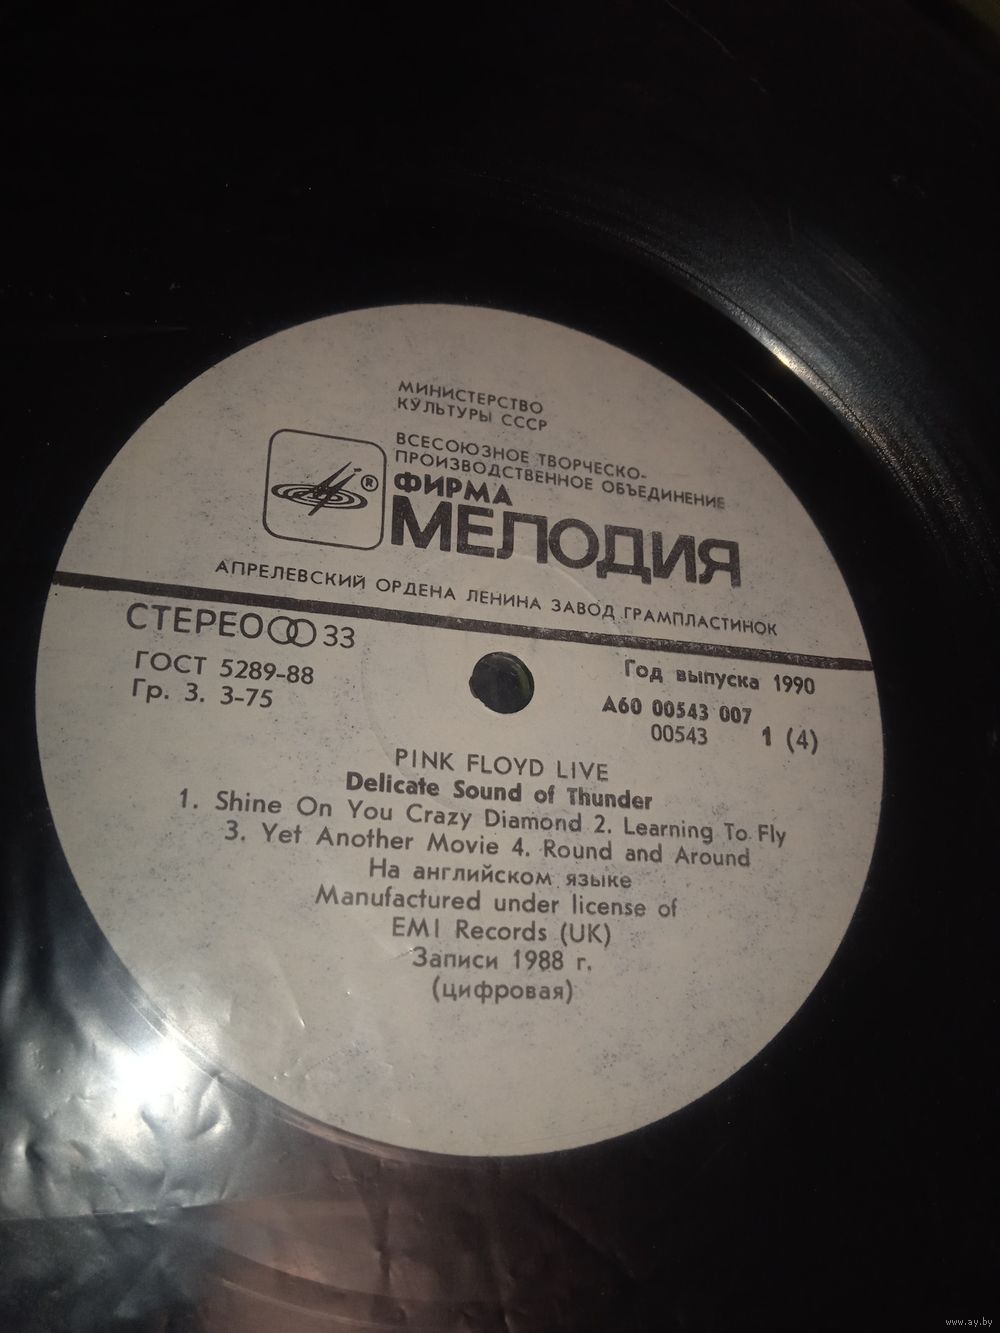 МИНИСТЕРСТВО
КУЛЬТУРЫ СССР
ВСЕСОЮЗНОЕ ТВОРЧЕСКО-
ПРОИЗВОДСТВЕННОЕ ОБЪЕДИНЕНИЕ
ФИРМА
®
МЕЛОДИЯ
АПРЕЛЕВСКИЙ ОРДЕНА ЛЕНИНА ЗАВОД ГРАМПЛАСТИНОК
СТЕРЕО 33
ГОСТ 5289-88
Гр. 3. 3-75
Год выпуска 1990
А60 00543 007
00543 1 (4)
PINK FLOYD LIVE
Delicate Sound of Thunder
1. Shine On You Crazy Diamond 2. Learning To Fly
3. Yet Another Movie 4. Round and Around
На английском языке
Manufactured under license of
EMI Records (UK)
Записи 1988 г.
(цифровая)
www.ay.by